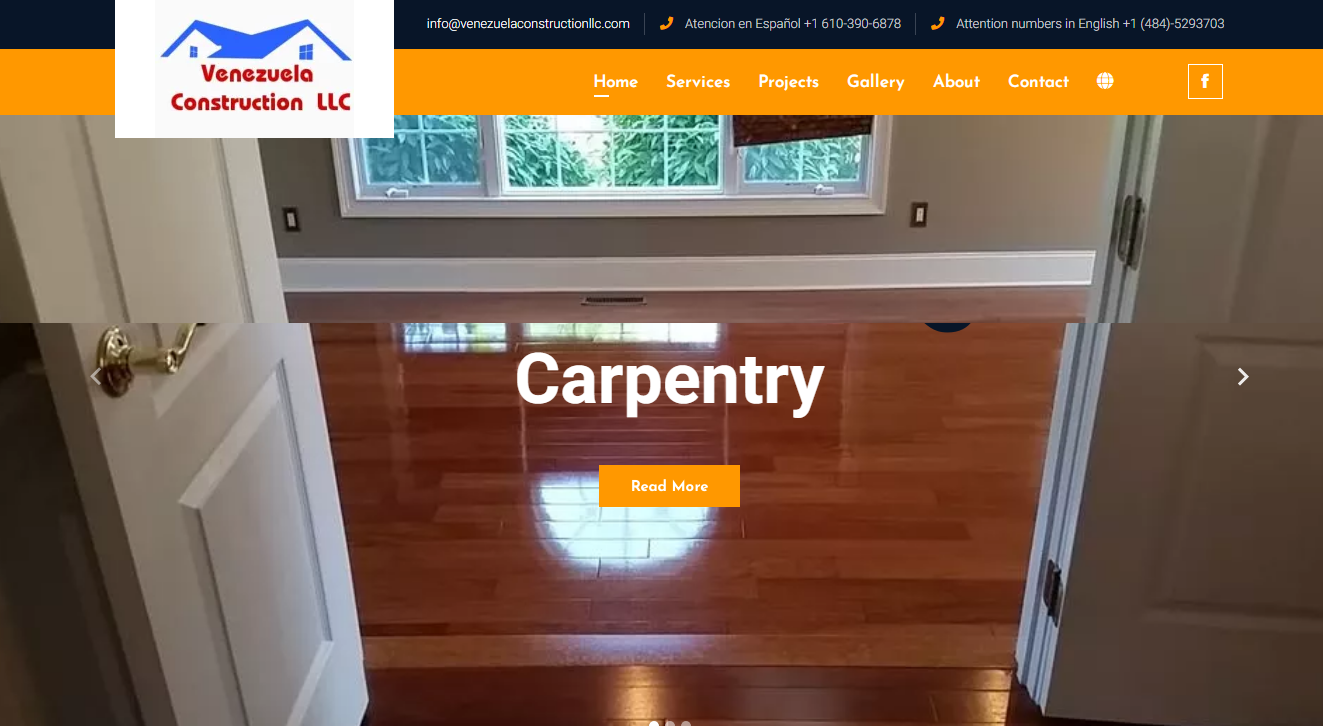 info@venezuelaconstructionllc.com
Atencion en Español +1 610-390-6878
Attention numbers in English +1 (484)-5293703
Venezuela
Construction LLC
Home Services Projects Gallery About Contact
f
Carpentry
Read More